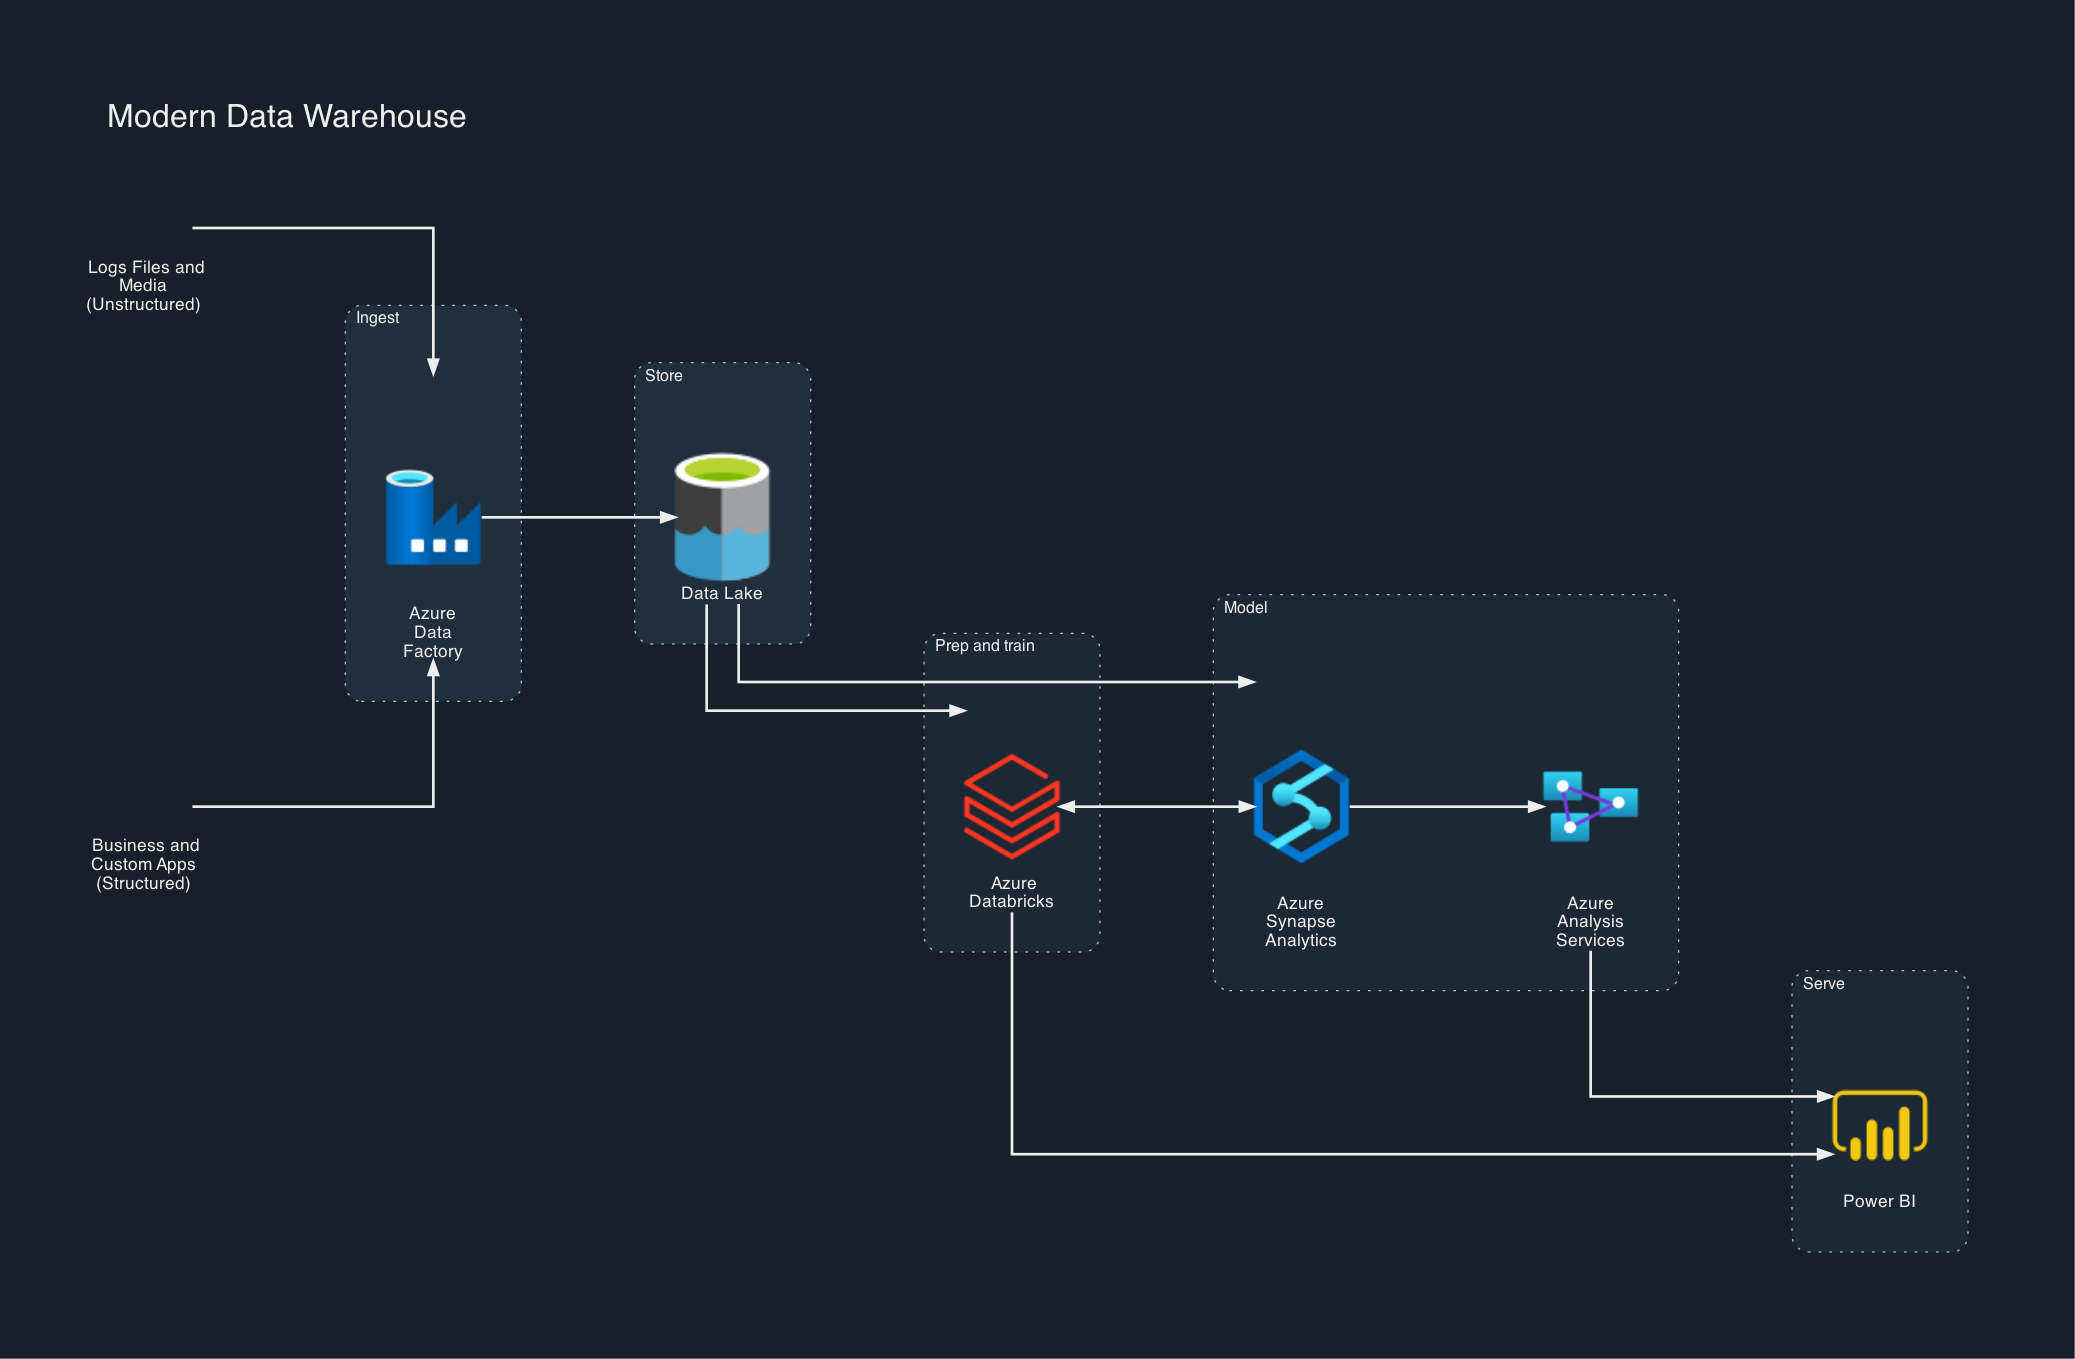 Modern Data Warehouse
Logs Files and
Media
(Unstructured)
Ingest
Azure
Data
Factory
Business and
Custom Apps
(Structured)
Store
Data Lake
Prep and train
Azure
Databricks
Model
Azure
Synapse
Analytics
Azure
Analysis
Services
Serve
Power BI